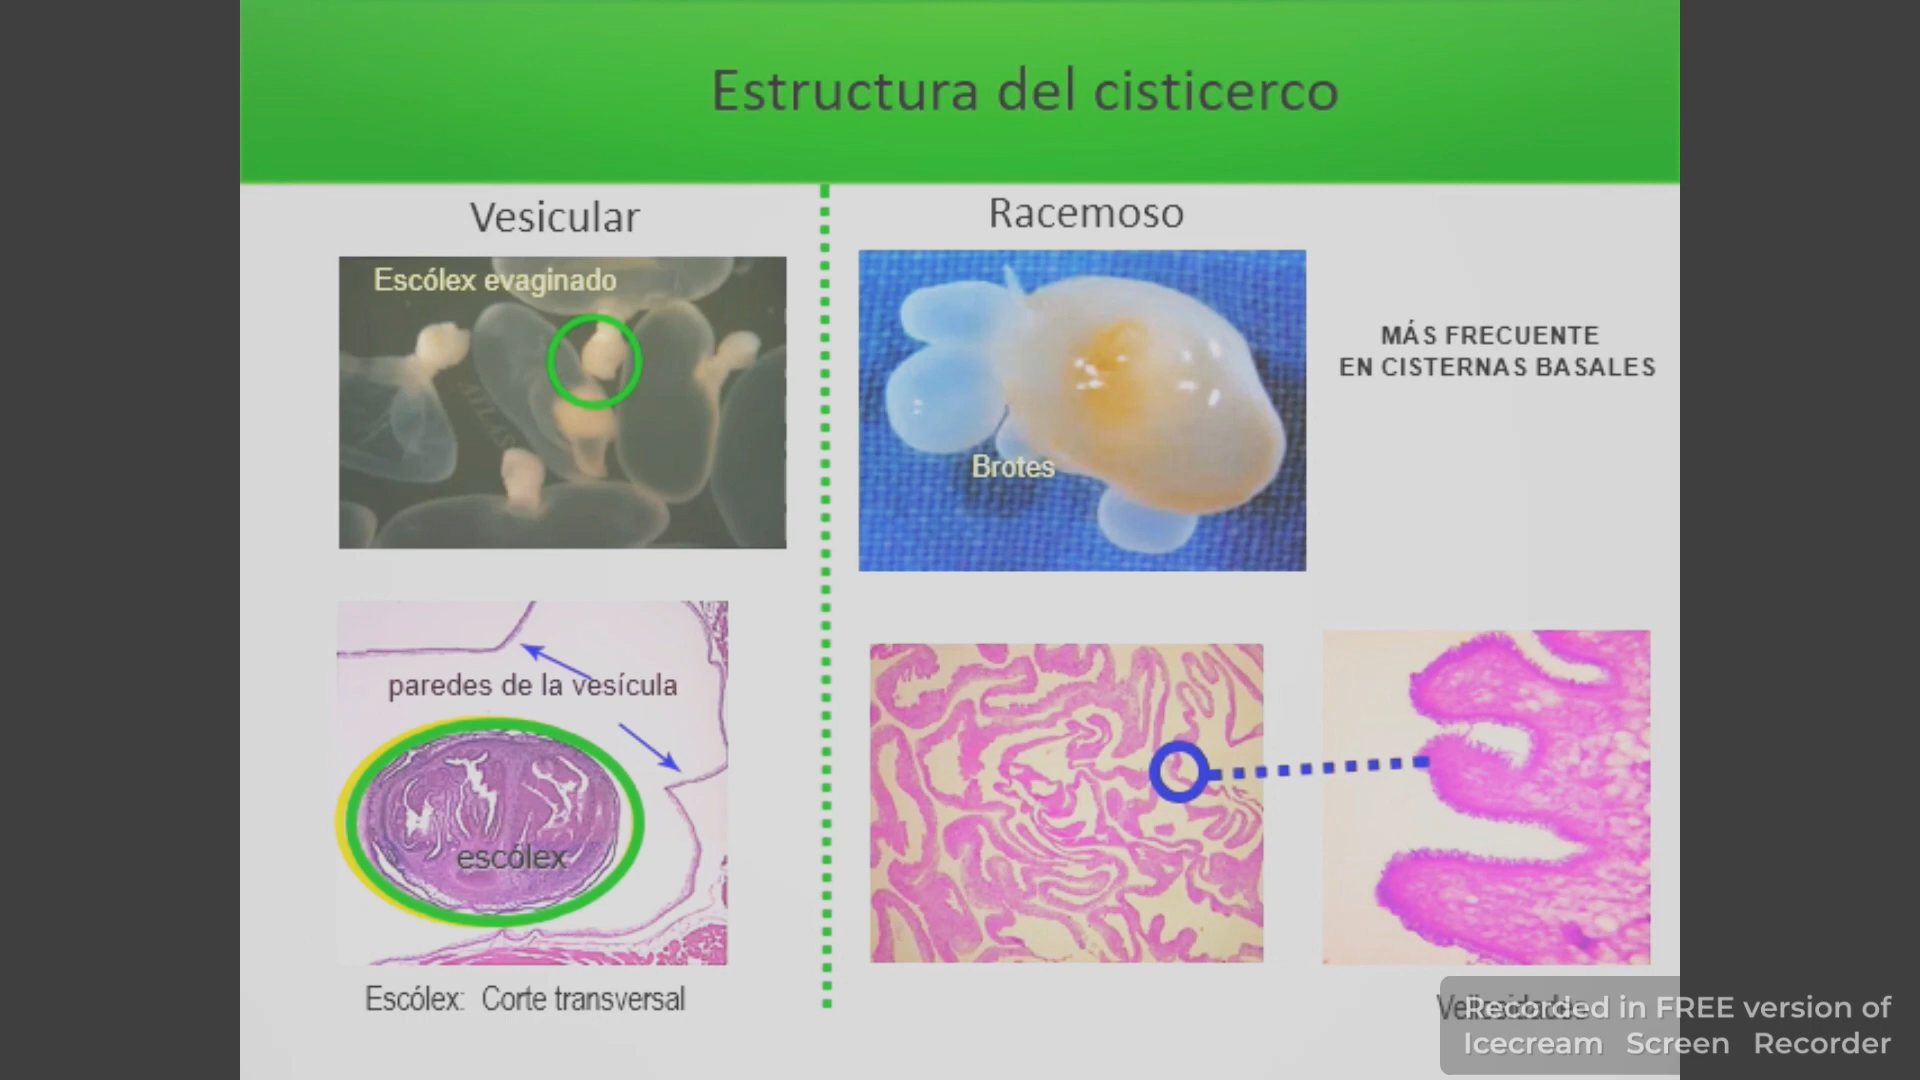 Estructura del cisticerco
Vesicular
Escólex evaginado
paredes de la vesícula
escólex
Escólex: Corte transversal
Racemoso
Brotes
MÁS FRECUENTE
EN CISTERNAS BASALES
Vellosidades
Recorded in FREE version of
Icecream Screen Recorder